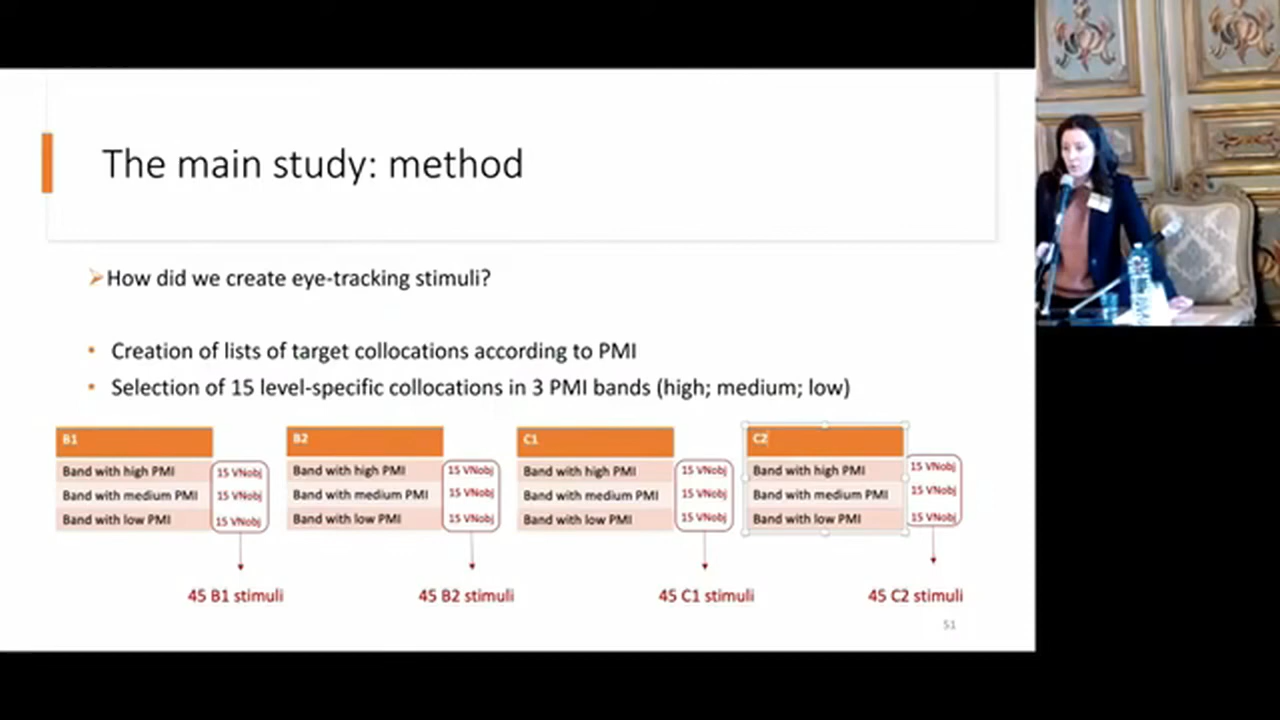 The main study: method
How did we create eye-tracking stimuli?
Creation of lists of target collocations according to PMI
Selection of 15 level-specific collocations in 3 PMI bands (high; medium; low)
B1
Band with high PMI 15 VNobj
Band with medium PMI 15 VNobj
Band with low PMI 15 VNobj
45 B1 stimuli
B2
Band with high PMI 15 VNobj
Band with medium PMI 15 VNobj
Band with low PMI 15 VNobj
45 B2 stimuli
C1
Band with high PMI 15 VNobj
Band with medium PMI 15 VNobj
Band with low PMI 15 VNobj
45 C1 stimuli
C2
Band with high PMI 15 VNobj
Band with medium PMI 15 VNobj
Band with low PMI 15 VNobj
45 C2 stimuli
51